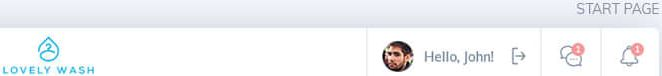 START PAGE
LOVELY WASH
Hello, John!
1
1